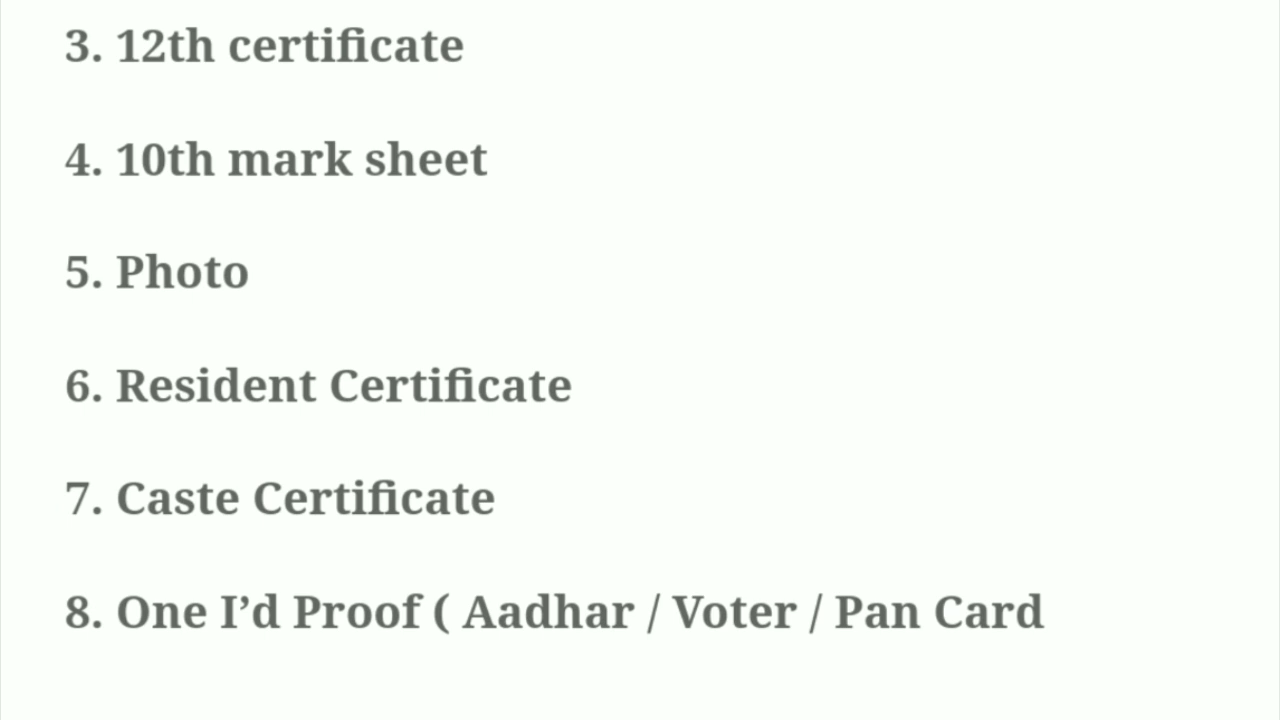 3. 12th certificate
4. 10th mark sheet
5. Photo
6. Resident Certificate
7. Caste Certificate
8. One I’d Proof ( Aadhar / Voter / Pan Card